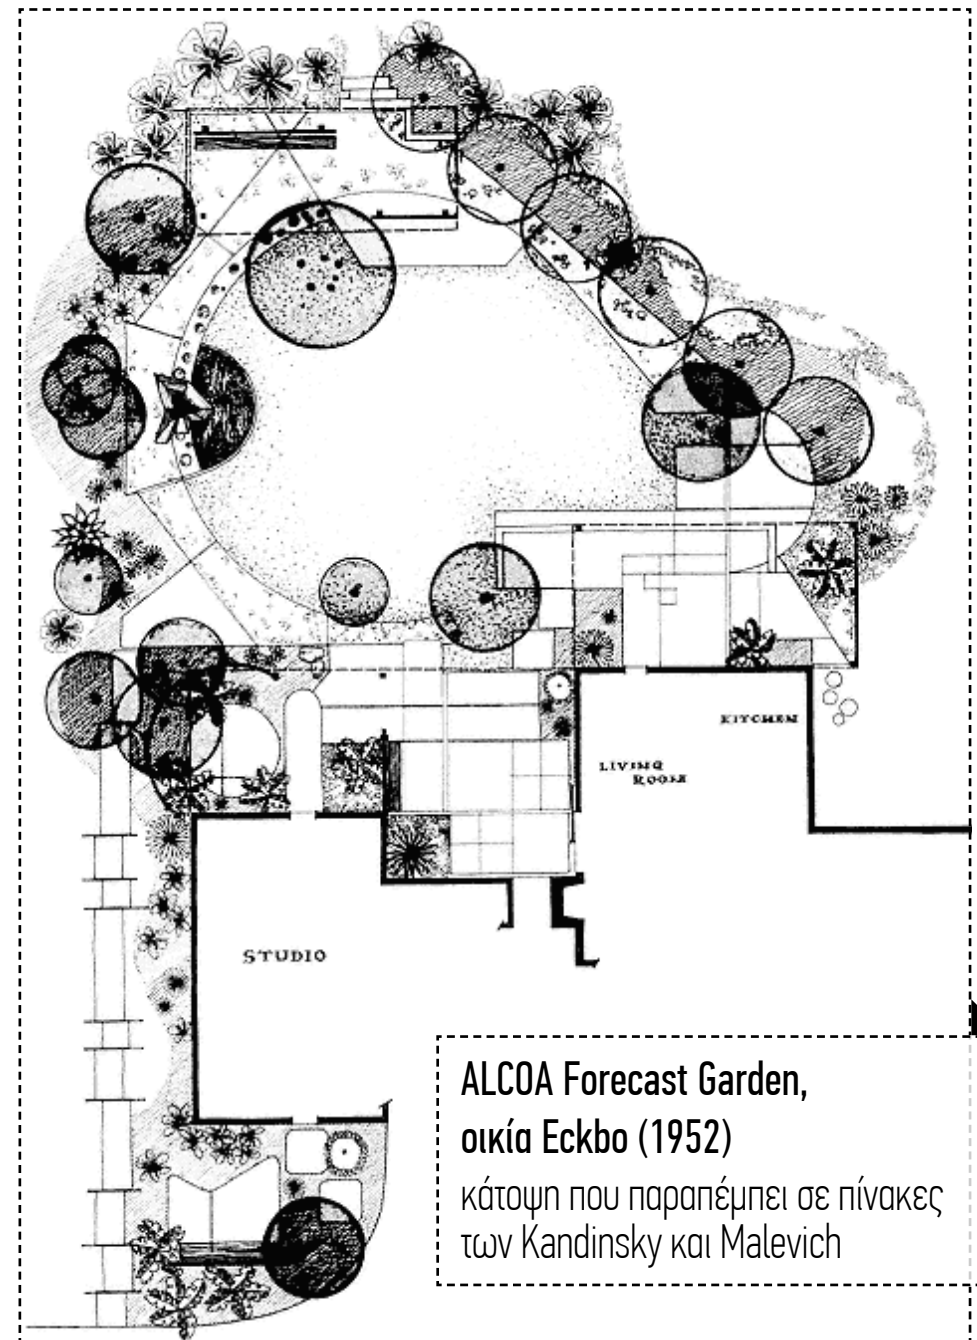 KITCHEN
LIVING
ROOM
STUDIO
ALCOA Forecast Garden,
οικία Eckbo (1952)
κάτοψη που παραπέμπει σε πίνακες
των Kandinsky και Malevich